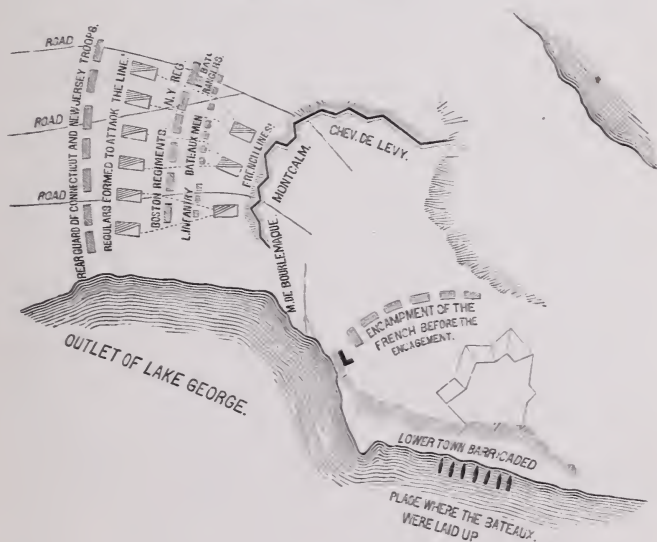 ROAD
ROAD
ROAD
REAR GUARD OF CONNECTICUT AND NEW JERSEY TROOPS.
REGULARS FORMED TO ATTACK THE LINE.
BOSTON REGIMENTS.
N.Y REG.
L.INFANTRY
BATEAUX MEN
RANGERS.
FRENCH LINES.
M.DE BOURLEMAQUE.
MONTCALM.
CHEV. DE LEVY.
ENCAMPMENT OF THE
FRENCH BEFORE THE
ENGAGEMENT.
OUTLET OF LAKE GEORGE.
LOWER TOWN BARRICADED
PLACE WHERE THE BATEAUX.
WERE LAID UP